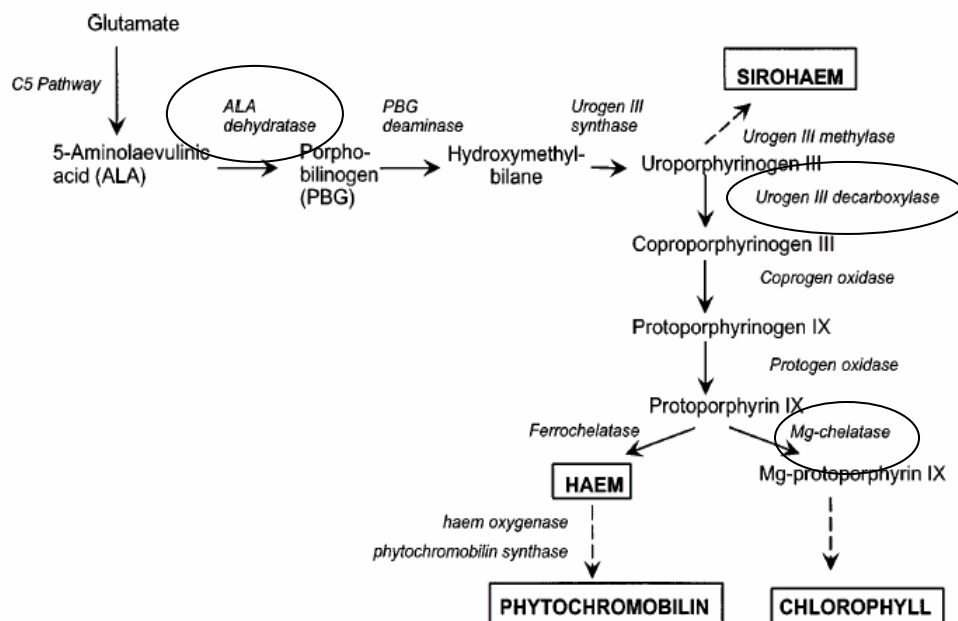 Glutamate
C5 Pathway
SIROHAEM
ALA
dehydratase
PBG
deaminase
Urogen III
synthase
Urogen III methylase
5-Aminolaevulinic
acid (ALA)
Porpho-
bilinogen
(PBG)
Hydroxymethyl-
bilane
Uroporphyrinogen III
Urogen III decarboxylase
Coproporphyrinogen III
Coprogen oxidase
Protoporphyrinogen IX
Protogen oxidase
Protoporphyrin IX
Ferrochelatase
Mg-chelatase
HAEM
Mg-protoporphyrin IX
haem oxygenase
phytochromobilin synthase
PHYTOCHROMOBILIN
CHLOROPHYLL